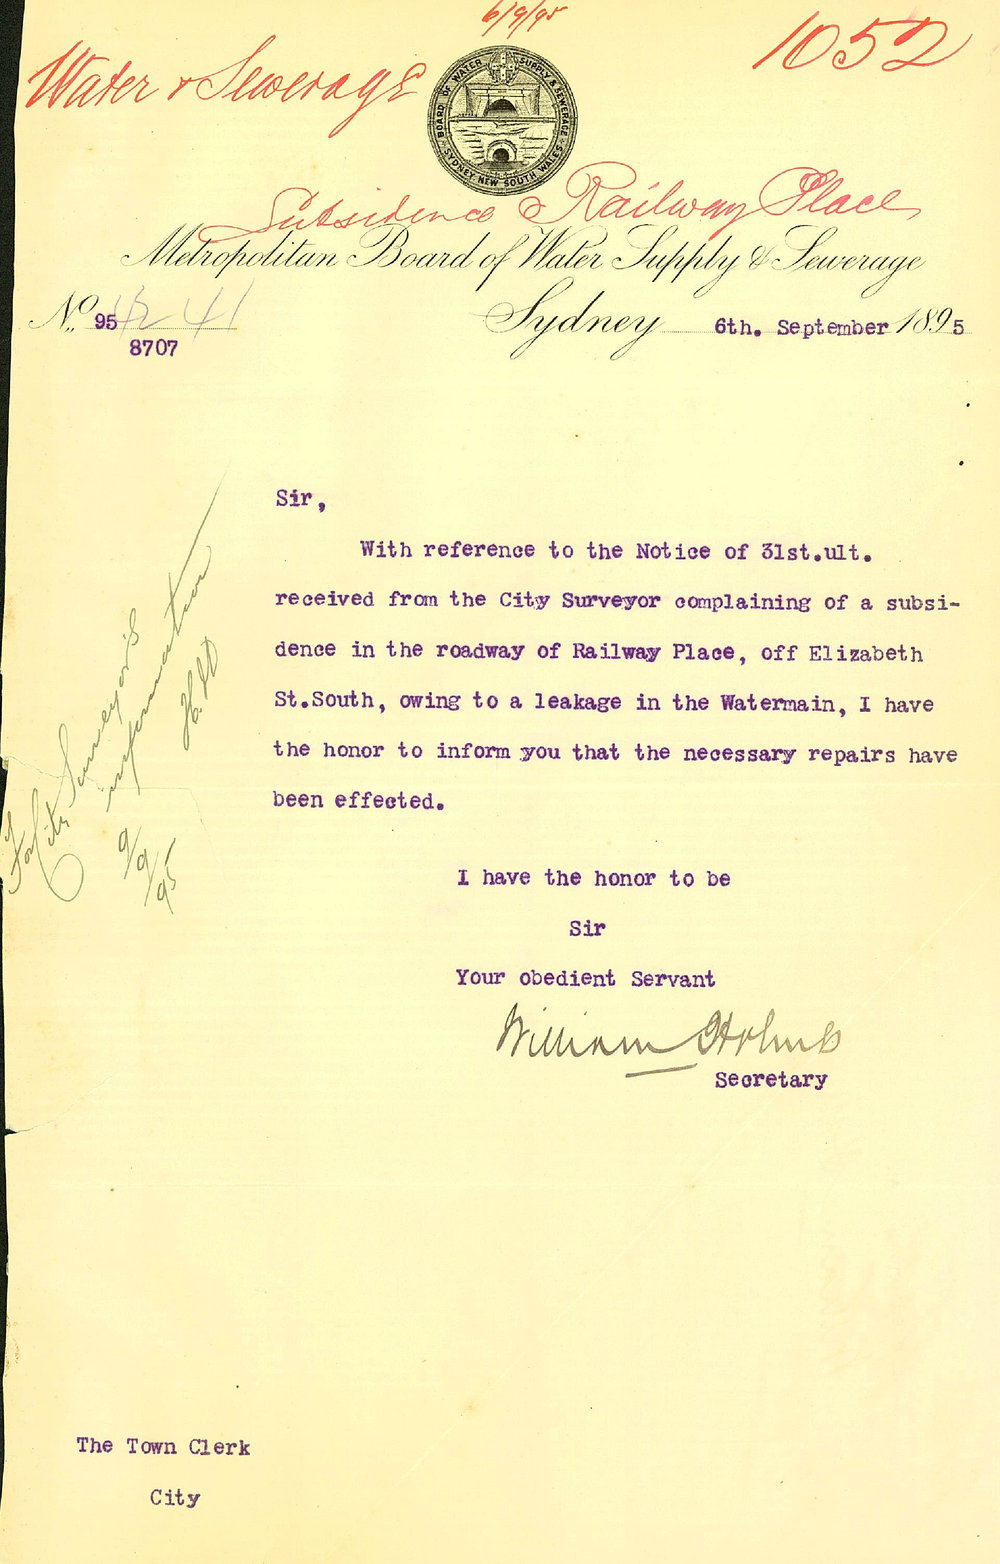 6/9/95
1052
Water & Sewerage
BOARD OF WATER SUPPLY & SEWERAGE
SYDNEY NEW SOUTH WALES
Subsidence Railway Place
Metropolitan Board of Water Supply & Sewerage
No. 95
8707
Sydney 6th. September 1895
Sir,
With reference to the Notice of 31st.ult.
received from the City Surveyor complaining of a subsi-
dence in the roadway of Railway Place, off Elizabeth
St.South, owing to a leakage in the Watermain, I have
the honor to inform you that the necessary repairs have
been effected.
For City Surveyor's
information
9/9/95
I have the honor to be
Sir
Your obedient Servant
William Holmes
Secretary
The Town Clerk
City